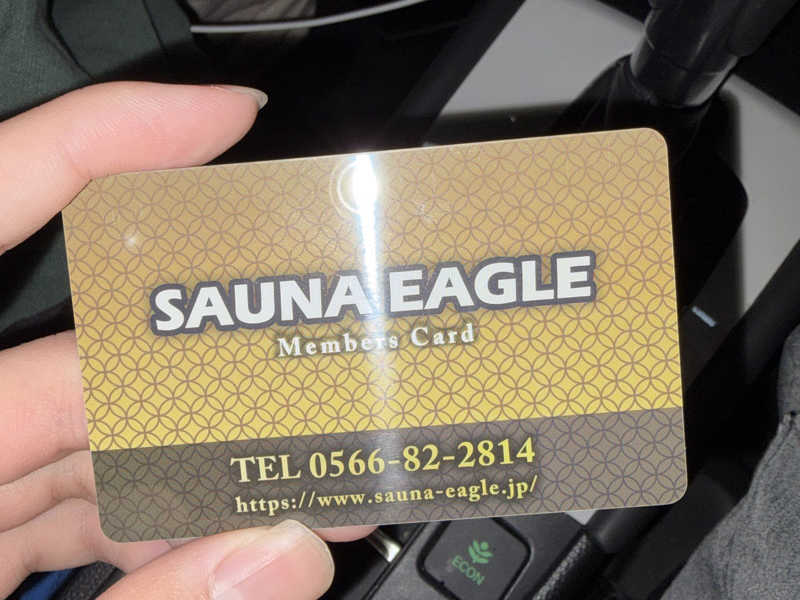 SAUNA EAGLE
Members Card
TEL 0566-82-2814
https://www.sauna-eagle.jp/
ECON